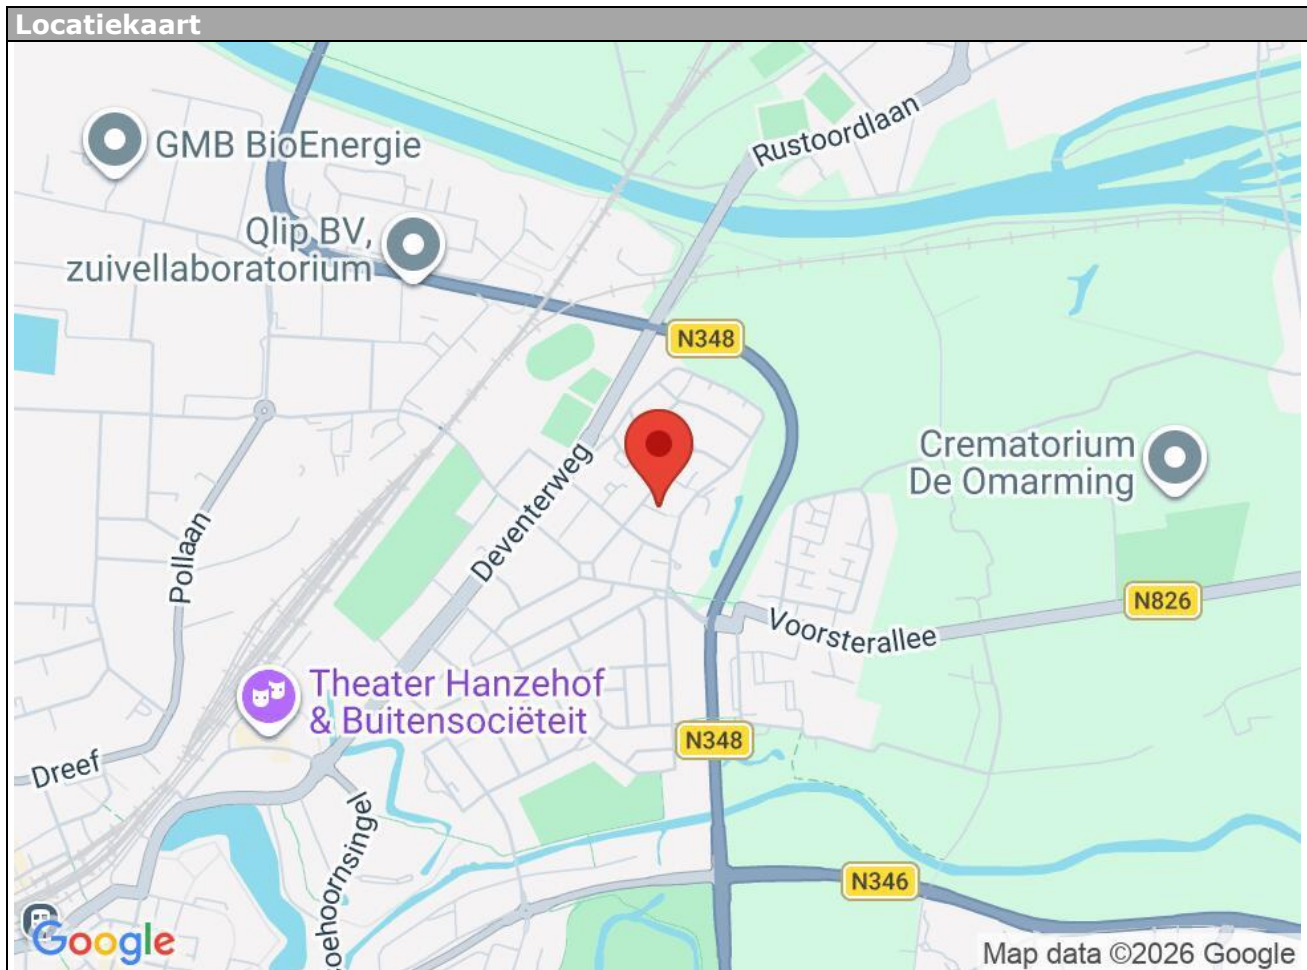 Locatiekaart
Rustoordlaan
GMB BioEnergie
Qlip BV,
zuivellaboratorium
N348
Crematorium
De Omarming
Deventerweg
Pollaan
N826
Voorsterallee
Theater Hanzehof
& Buitensociëteit
N348
Dreef
oehoornsingel
N346
Google
Map data ©2026 Google